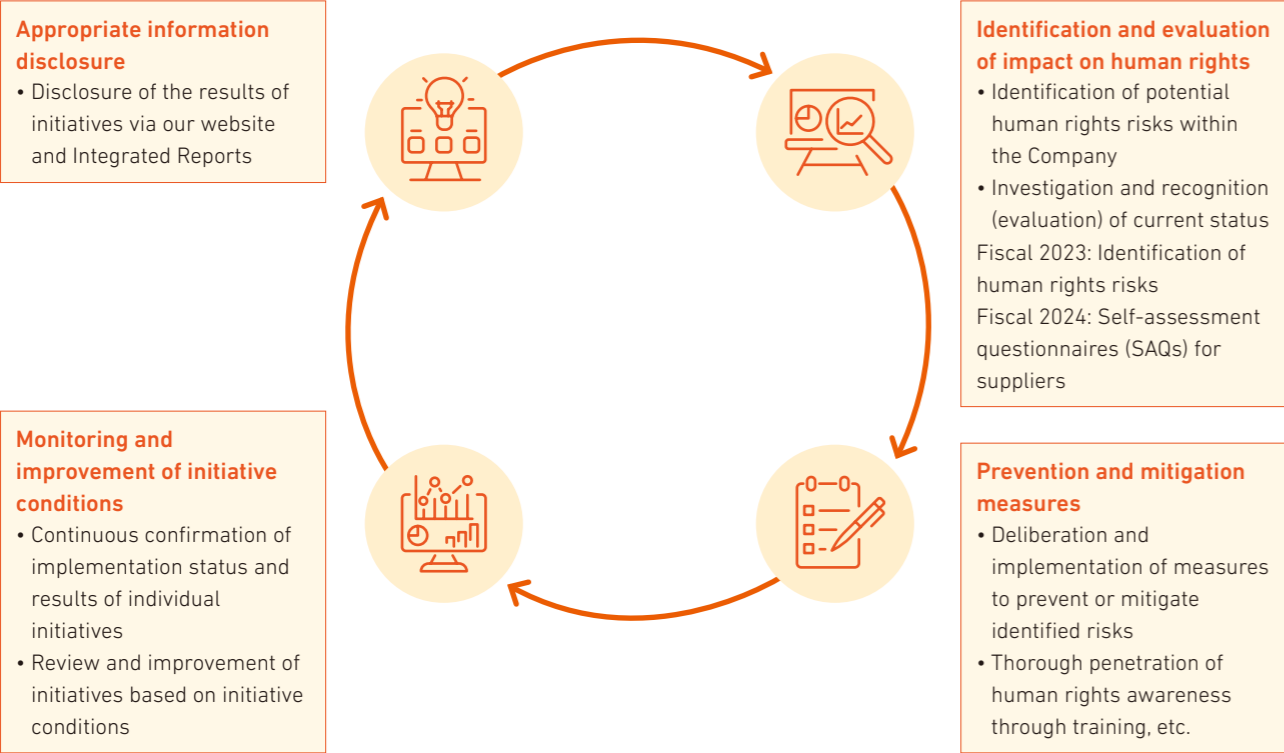 Appropriate information
disclosure
• Disclosure of the results of
initiatives via our website
and Integrated Reports
Identification and evaluation
of impact on human rights
• Identification of potential
human rights risks within
the Company
• Investigation and recognition
(evaluation) of current status
Fiscal 2023: Identification of
human rights risks
Fiscal 2024: Self-assessment
questionnaires (SAQs) for
suppliers
Monitoring and
improvement of initiative
conditions
• Continuous confirmation of
implementation status and
results of individual
initiatives
• Review and improvement of
initiatives based on initiative
conditions
Prevention and mitigation
measures
• Deliberation and
implementation of measures
to prevent or mitigate
identified risks
• Thorough penetration of
human rights awareness
through training, etc.